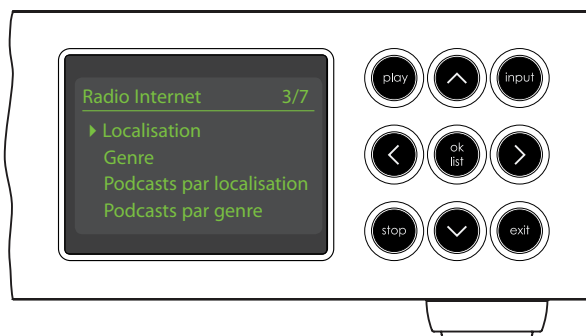 Radio Internet 3/7
Localisation
Genre
Podcasts par localisation
Podcasts par genre
play
input
ok
list
stop
exit